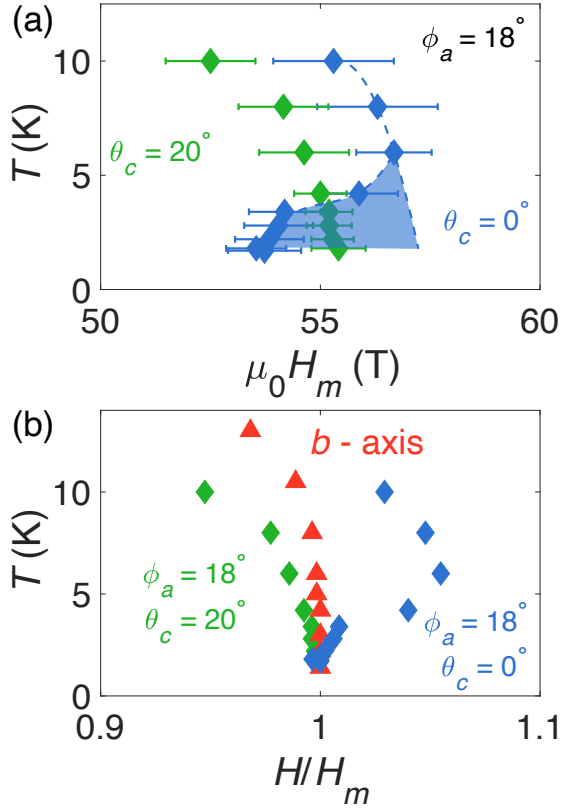 (a)
ϕa = 18°
10
θc = 20°
T (K)
5
θc = 0°
0
50
55
60
μ0Hm (T)
(b)
b - axis
10
T (K)
ϕa = 18°
θc = 20°
5
ϕa = 18°
θc = 0°
0
0.9
1
1.1
H/Hm